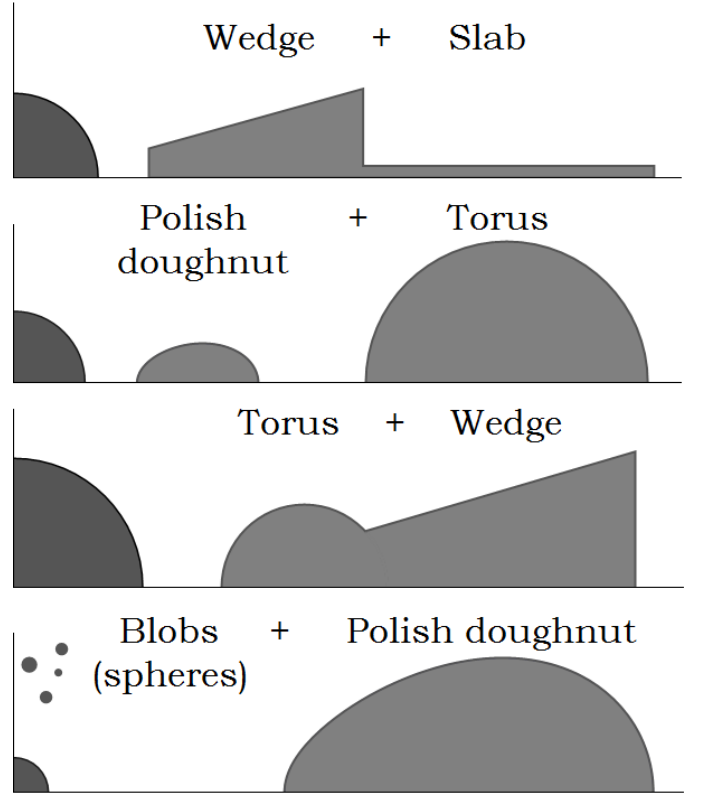 Wedge + Slab
Polish + Torus
doughnut
Torus + Wedge
Blobs + Polish doughnut
(spheres)